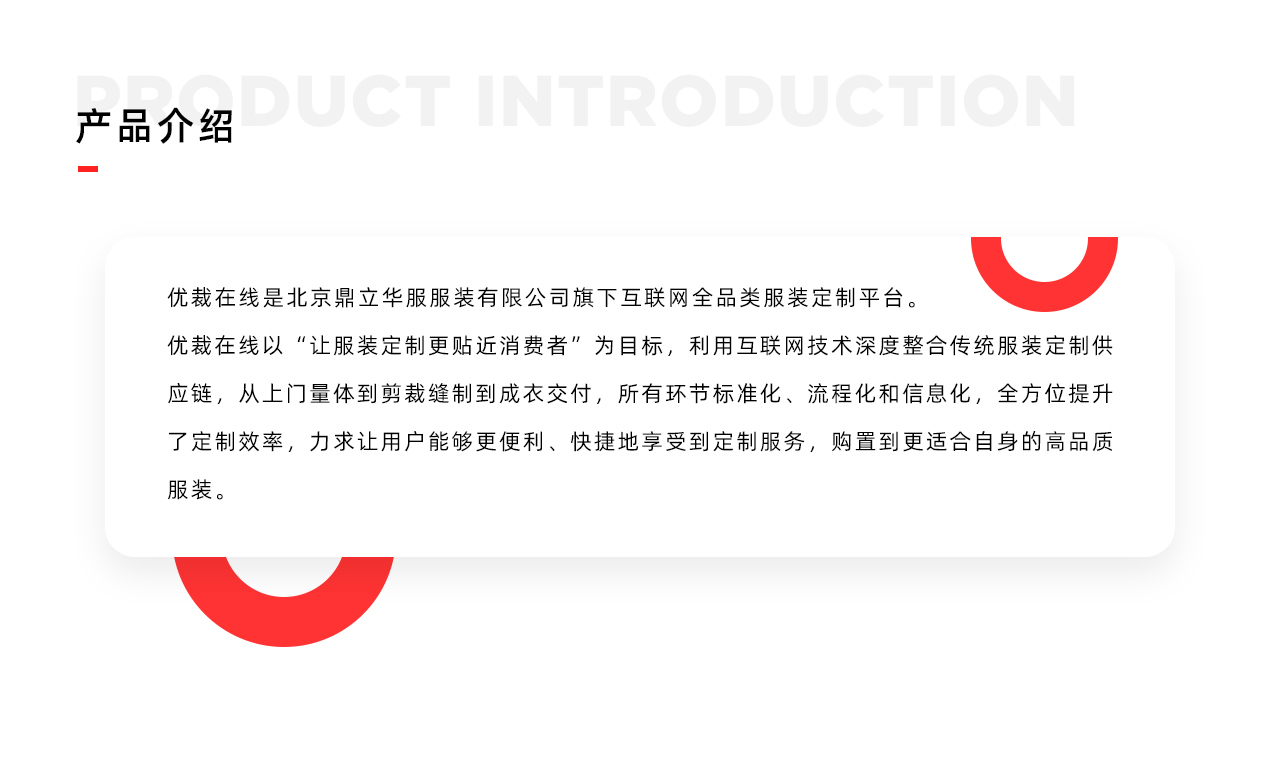 PRODUCT INTRODUCTION
产品介绍
优裁在线是北京鼎立华服服装有限公司旗下互联网全品类服装定制平台。
优裁在线以“让服装定制更贴近消费者”为目标，利用互联网技术深度整合传统服装定制供
应链，从上门量体到剪裁缝制到成衣交付，所有环节标准化、流程化和信息化，全方位提升
了定制效率，力求让用户能够更便利、快捷地享受到定制服务，购置到更适合自身的高品质
服装。